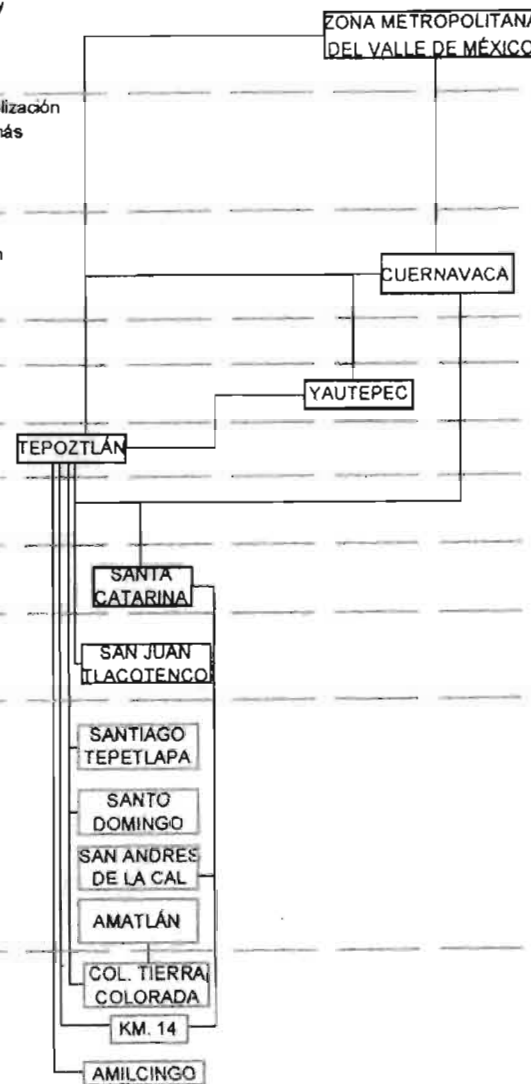 y
ZONA METROPOLITANA
DEL VALLE DE MÉXICO
lización
más
n
CUERNAVACA
YAUTEPEC
TEPOZTLÁN
SANTA
CATARINA
SAN JUAN
TLACOTENCO
SANTIAGO
TEPETLAPA
SANTO
DOMINGO
SAN ANDRES
DE LA CAL
AMATLÁN
COL. TIERRA
COLORADA
KM. 14
AMILCINGO